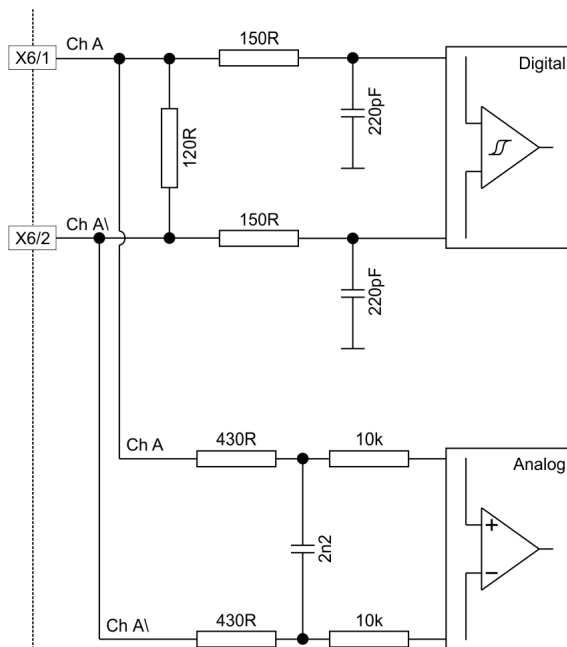 X6/1
Ch A
150R
Digital
220pF
120R
X6/2
Ch A\
150R
220pF
Ch A
430R
10k
Analog
+
2n2
−
Ch A\
430R
10k